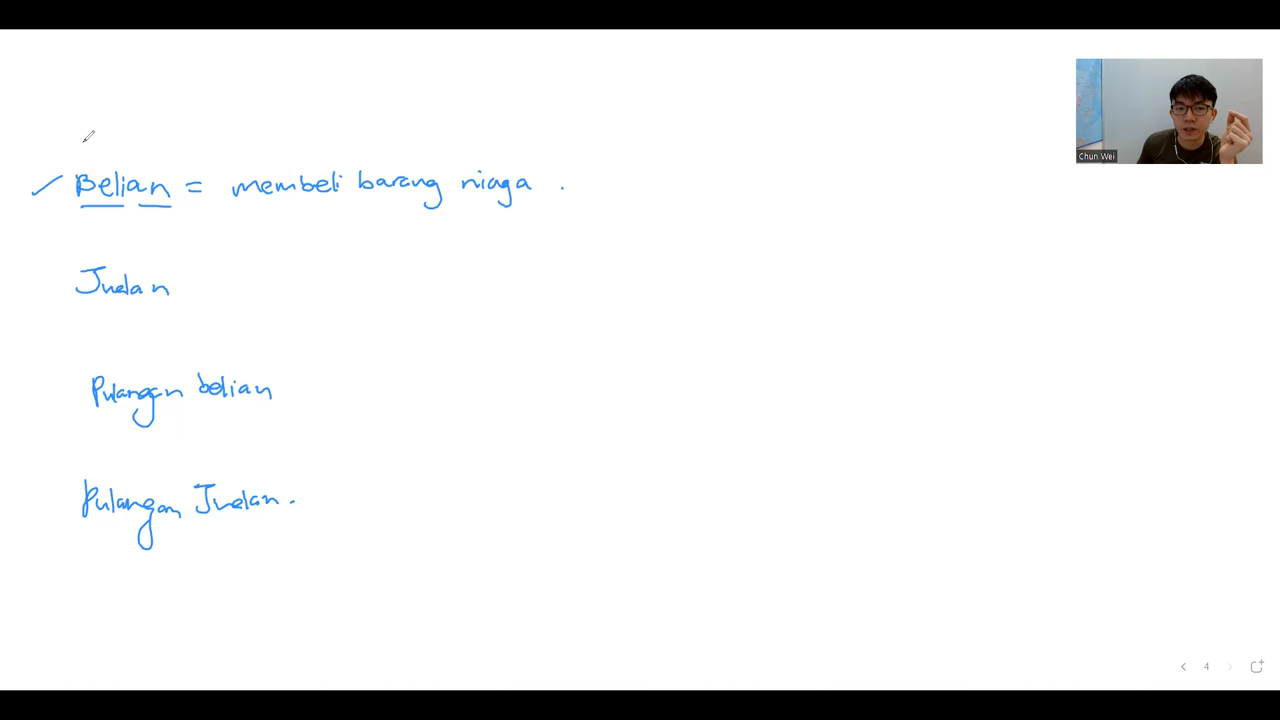 Chun Wei
✓ Belian = membeli barang niaga .
Jualan
Pulangan belian
Pulangan Jualan .
4